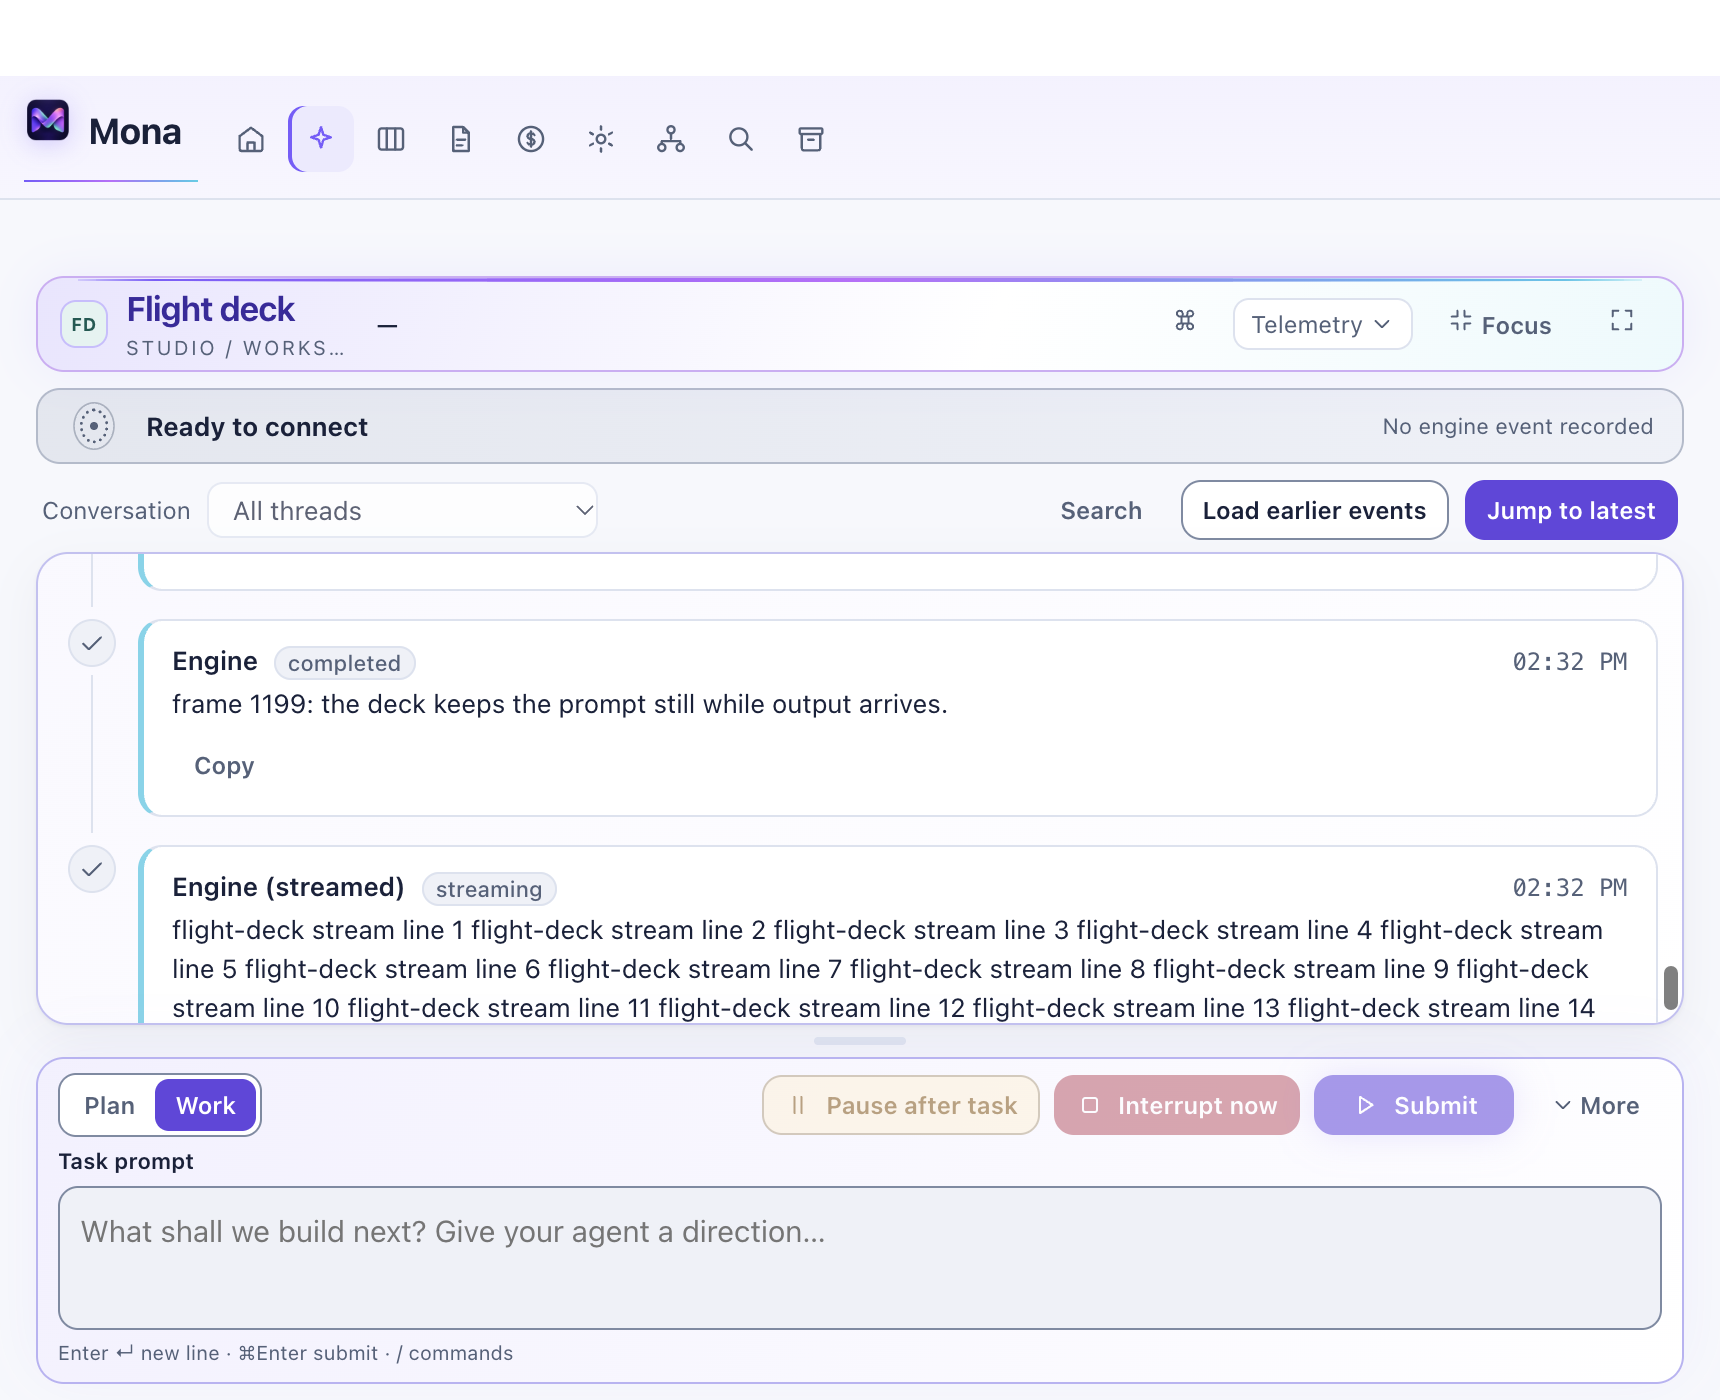 Mona
FD
Flight deck
STUDIO / WORKS…
—
⌘
Telemetry
Focus
Ready to connect
No engine event recorded
Conversation
All threads
Search
Load earlier events
Jump to latest
Engine
completed
02:32 PM
frame 1199: the deck keeps the prompt still while output arrives.
Copy
Engine (streamed)
streaming
02:32 PM
flight-deck stream line 1 flight-deck stream line 2 flight-deck stream line 3 flight-deck stream line 4 flight-deck stream
line 5 flight-deck stream line 6 flight-deck stream line 7 flight-deck stream line 8 flight-deck stream line 9 flight-deck
stream line 10 flight-deck stream line 11 flight-deck stream line 12 flight-deck stream line 13 flight-deck stream line 14
Plan
Work
Pause after task
Interrupt now
Submit
More
Task prompt
What shall we build next? Give your agent a direction...
Enter ↵ new line · ⌘Enter submit · / commands